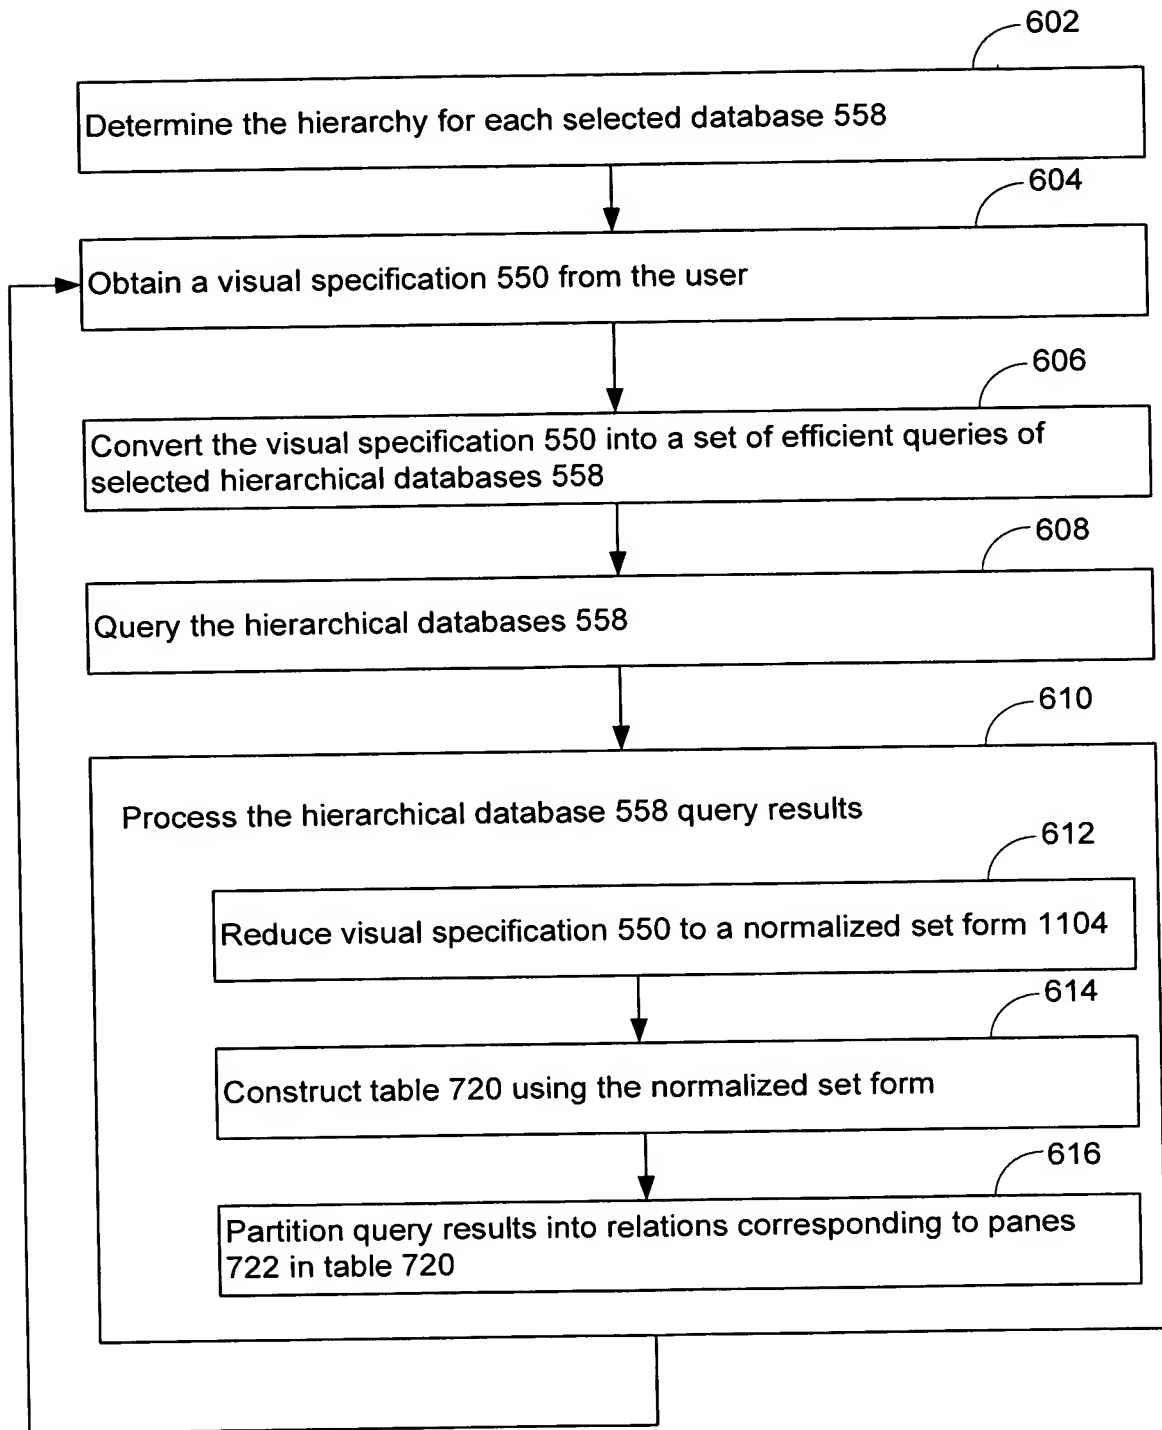 602
Determine the hierarchy for each selected database 558
604
Obtain a visual specification 550 from the user
606
Convert the visual specification 550 into a set of efficient queries of
selected hierarchical databases 558
608
Query the hierarchical databases 558
610
Process the hierarchical database 558 query results
612
Reduce visual specification 550 to a normalized set form 1104
614
Construct table 720 using the normalized set form
616
Partition query results into relations corresponding to panes
722 in table 720